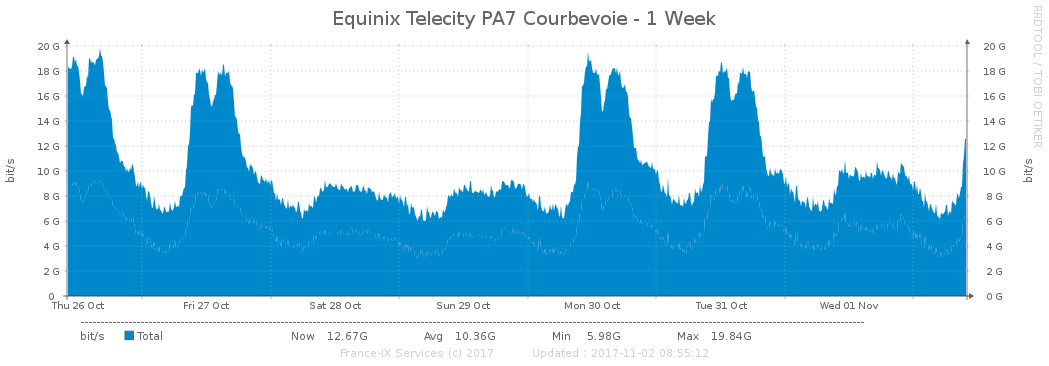 Equinix Telecity PA7 Courbevoie - 1 Week
RRDTOOL / TOBI OETIKER
bit/s
bit/s
20 G 20 G
18 G 18 G
16 G 16 G
14 G 14 G
12 G 12 G
10 G 10 G
8 G 8 G
6 G 6 G
4 G 4 G
2 G 2 G
0 0 G
Thu 26 Oct Fri 27 Oct Sat 28 Oct Sun 29 Oct Mon 30 Oct Tue 31 Oct Wed 01 Nov
bit/s Total Now 12.67G Avg 10.36G Min 5.98G Max 19.84G
France-IX Services (c) 2017 Updated : 2017-11-02 08:55:12